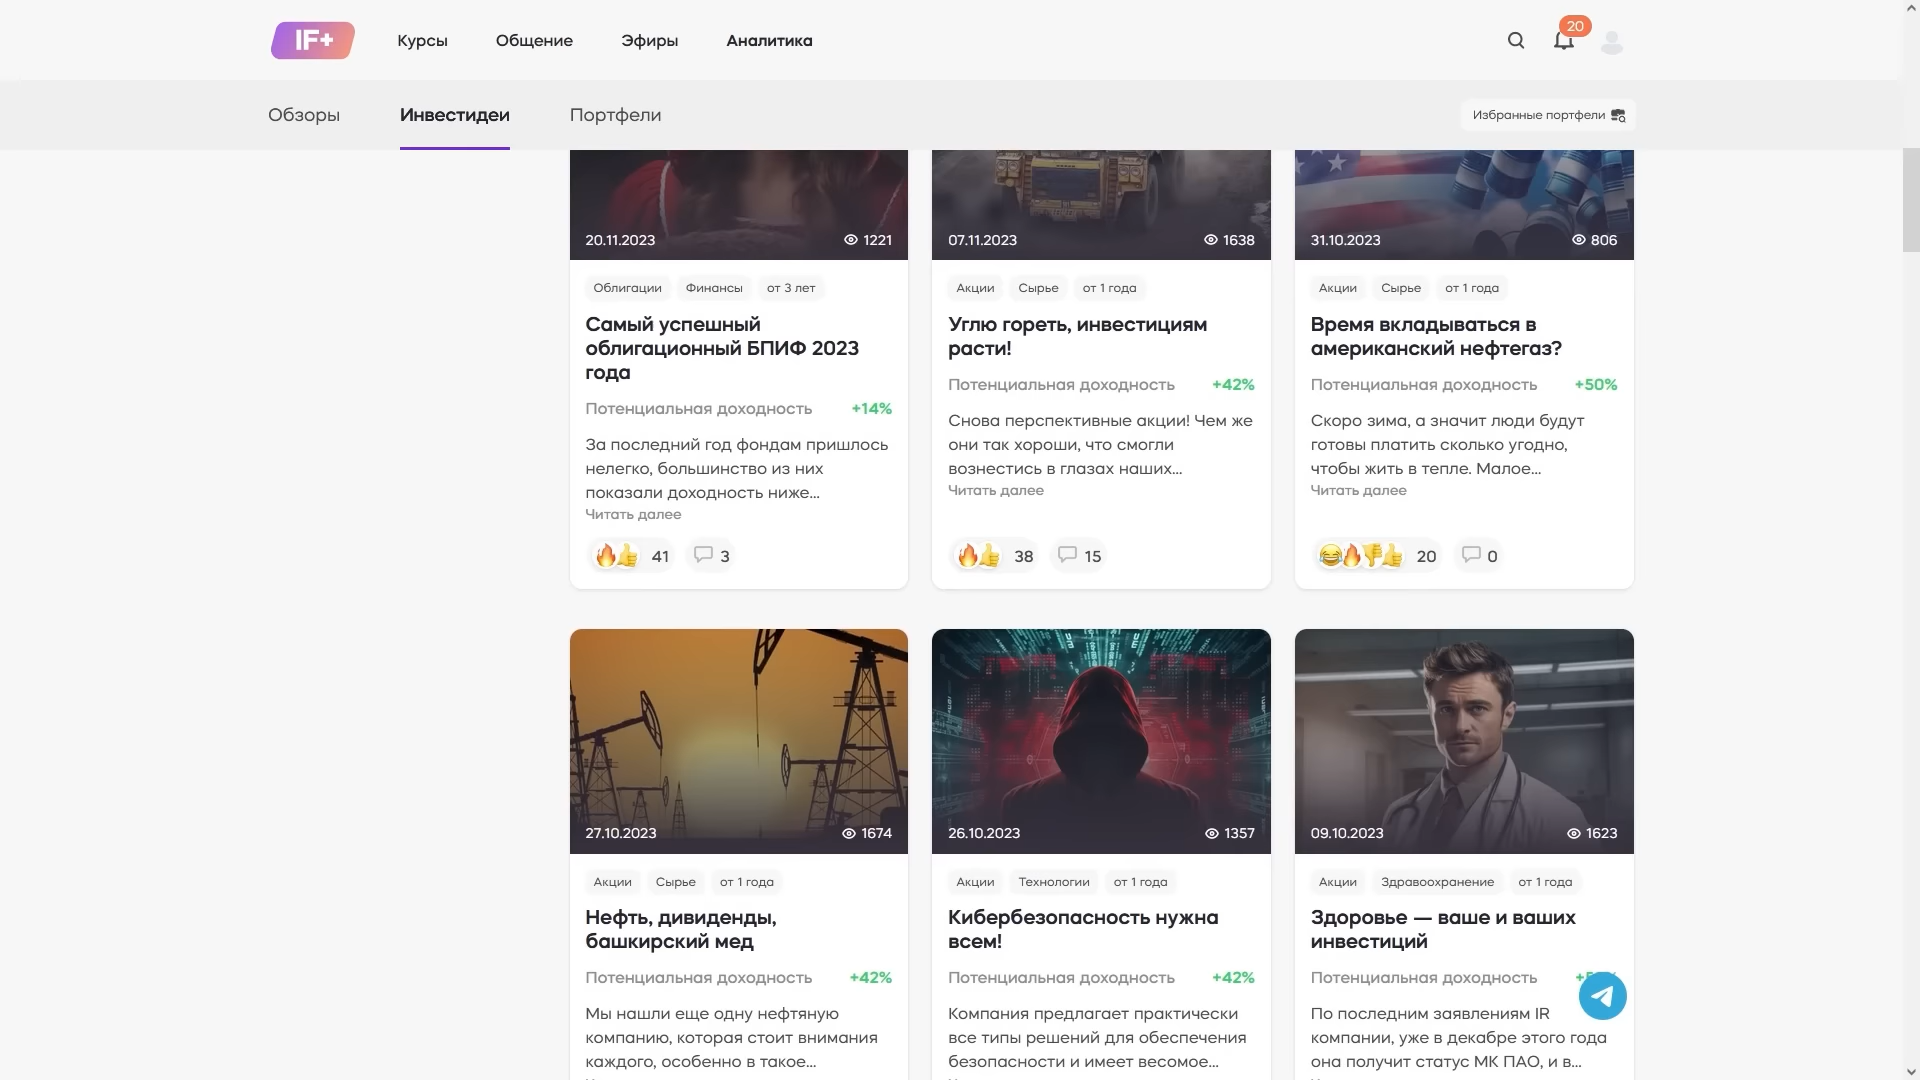 IF+
Курсы
Общение
Эфиры
Аналитика
20
Обзоры
Инвестидеи
Портфели
Избранные портфели
20.11.2023
1221
Облигации
Финансы
от 3 лет
Самый успешный
облигационный БПИФ 2023
года
Потенциальная доходность
+14%
За последний год фондам пришлось
нелегко, большинство из них
показали доходность ниже...
Читать далее
41
3
07.11.2023
1638
Акции
Сырье
от 1 года
Углю гореть, инвестициям
расти!
Потенциальная доходность
+42%
Снова перспективные акции! Чем же
они так хороши, что смогли
вознестись в глазах наших...
Читать далее
38
15
31.10.2023
806
Акции
Сырье
от 1 года
Время вкладываться в
американский нефтегаз?
Потенциальная доходность
+50%
Скоро зима, а значит люди будут
готовы платить сколько угодно,
чтобы жить в тепле. Малое...
Читать далее
20
0
27.10.2023
1674
Акции
Сырье
от 1 года
Нефть, дивиденды,
башкирский мед
Потенциальная доходность
+42%
Мы нашли еще одну нефтяную
компанию, которая стоит внимания
каждого, особенно в такое...
26.10.2023
1357
Акции
Технологии
от 1 года
Кибербезопасность нужна
всем!
Потенциальная доходность
+42%
Компания предлагает практически
все типы решений для обеспечения
безопасности и имеет весомое...
09.10.2023
1623
Акции
Здравоохранение
от 1 года
Здоровье — ваше и ваших
инвестиций
Потенциальная доходность
По последним заявлениям IR
компании, уже в декабре этого года
она получит статус МК ПАО, и в...